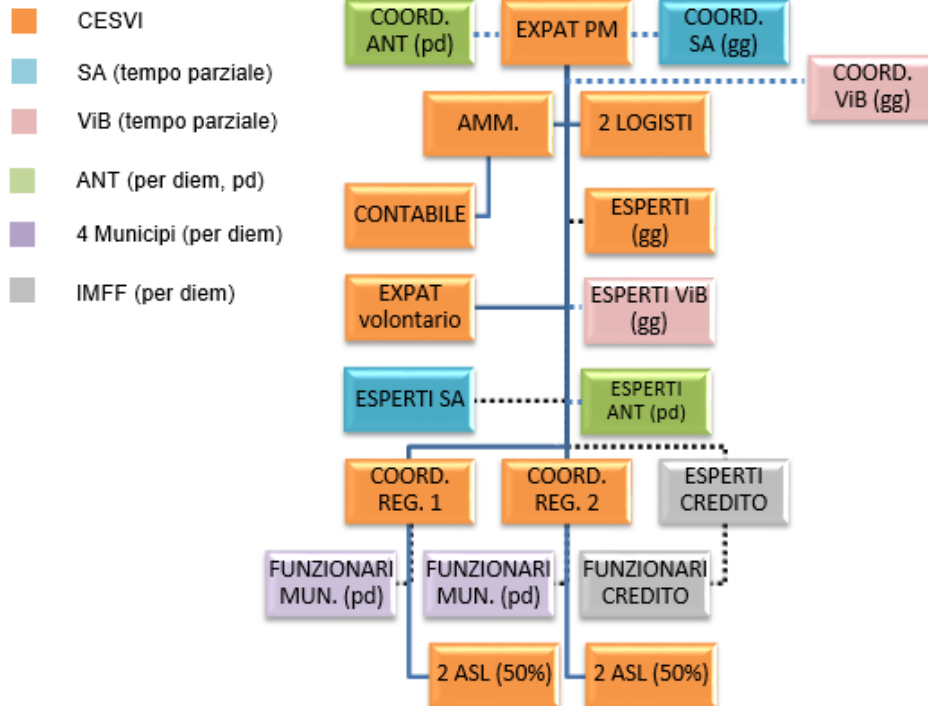 CESVI
SA (tempo parziale)
ViB (tempo parziale)
ANT (per diem, pd)
4 Municipi (per diem)
IMFF (per diem)
COORD.
ANT (pd)
EXPAT PM
COORD.
SA (gg)
COORD.
ViB (gg)
AMM.
2 LOGISTI
CONTABILE
ESPERTI
(gg)
EXPAT
volontario
ESPERTI ViB
(gg)
ESPERTI SA
ESPERTI
ANT (pd)
COORD.
REG. 1
COORD.
REG. 2
ESPERTI
CREDITO
FUNZIONARI
MUN. (pd)
FUNZIONARI
MUN. (pd)
FUNZIONARI
CREDITO
2 ASL (50%)
2 ASL (50%)